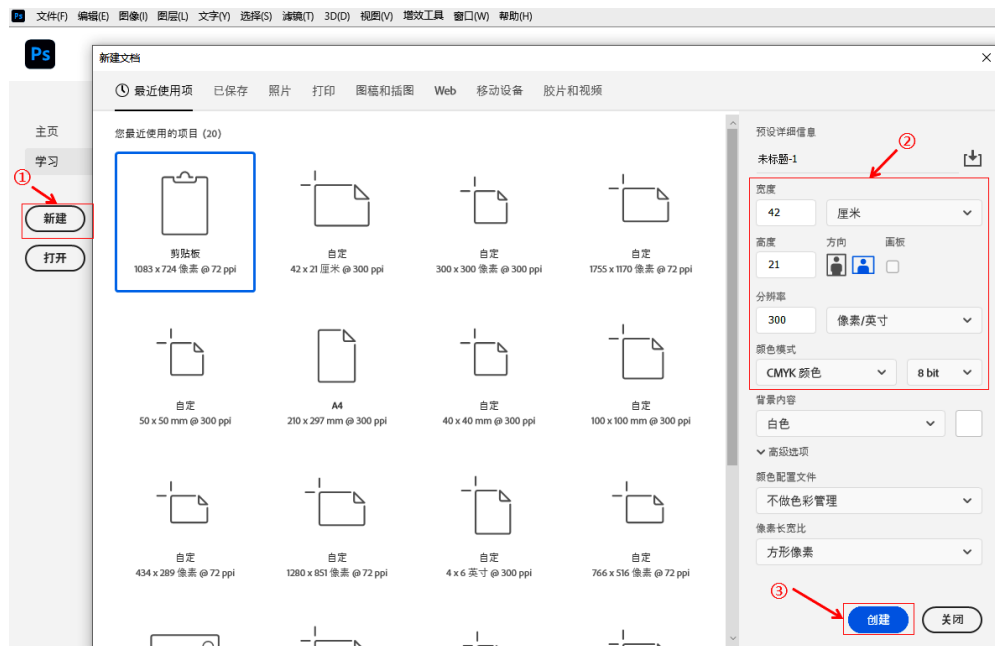 Ps 文件(F) 编辑(E) 图像(I) 图层(L) 文字(Y) 选择(S) 滤镜(T) 3D(D) 视图(V) 增效工具 窗口(W) 帮助(H)
Ps
新建文档
最近使用项 已保存 照片 打印 图稿和插图 Web 移动设备 胶片和视频
主页
学习
①
新建
打开
您最近使用的项目 (20)
剪贴板
1083 x 724 像素 @ 72 ppi
自定
42 x 21 厘米 @ 300 ppi
自定
300 x 300 像素 @ 300 ppi
自定
1755 x 1170 像素 @ 72 ppi
自定
50 x 50 mm @ 300 ppi
A4
210 x 297 mm @ 300 ppi
自定
40 x 40 mm @ 300 ppi
自定
100 x 100 mm @ 300 ppi
自定
434 x 289 像素 @ 72 ppi
自定
1280 x 851 像素 @ 72 ppi
自定
4 x 6 英寸 @ 300 ppi
自定
766 x 516 像素 @ 72 ppi
预设详细信息
②
未标题-1
宽度
42 厘米
高度 方向 画板
21
分辨率
300 像素/英寸
颜色模式
CMYK 颜色 8 bit
背景内容
白色
高级选项
颜色配置文件
不做色彩管理
像素长宽比
方形像素
③
创建 关闭